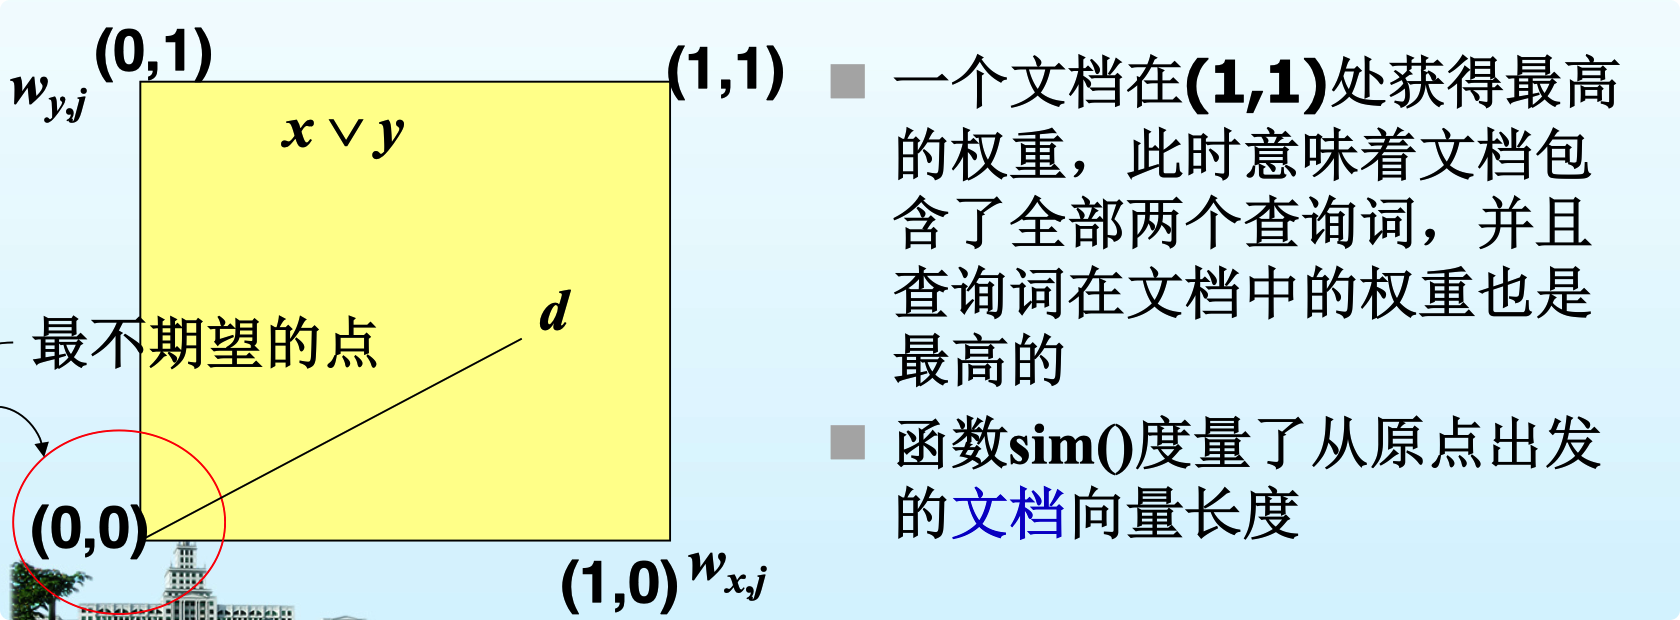 (0,1)
(1,1)
w y,j
x ∨ y
d
最不期望的点
(0,0)
(1,0)
w x,j
一个文档在(1,1)处获得最高
的权重，此时意味着文档包
含了全部两个查询词，并且
查询词在文档中的权重也是
最高的
函数sim()度量了从原点出发
的文档向量长度